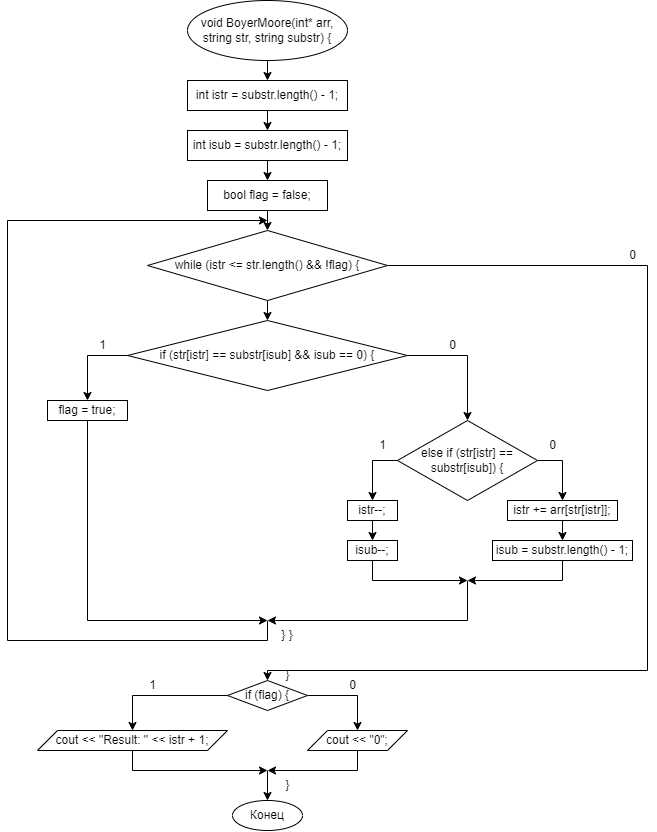 void BoyerMoore(int* arr,
string str, string substr) {
int istr = substr.length() - 1;
int isub = substr.length() - 1;
bool flag = false;
while (istr <= str.length() && !flag) {
0
if (str[istr] == substr[isub] && isub == 0) {
1
0
flag = true;
else if (str[istr] ==
substr[isub]) {
1
0
istr--;
istr += arr[str[istr]];
isub--;
isub = substr.length() - 1;
} }
}
if (flag) {
1
0
cout << "Result: " << istr + 1;
cout << "0";
}
Конец